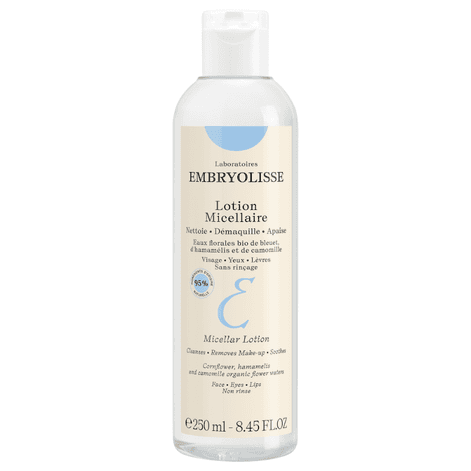 Laboratoires
EMBRYOLISSE
Lotion
Micellaire
Nettoie • Démaquille • Apaise
Eaux florales bio de bleuet,
d'hamamélis et de camomille
Visage • Yeux • Lèvres
Sans rinçage
95%
E
Micellar Lotion
Cleanses • Removes Make-up • Soothes
Cornflower, hamamelis
and camomile organic flower waters
Face • Eyes • Lips
Non rinse
e250 ml - 8.45 FL.OZ